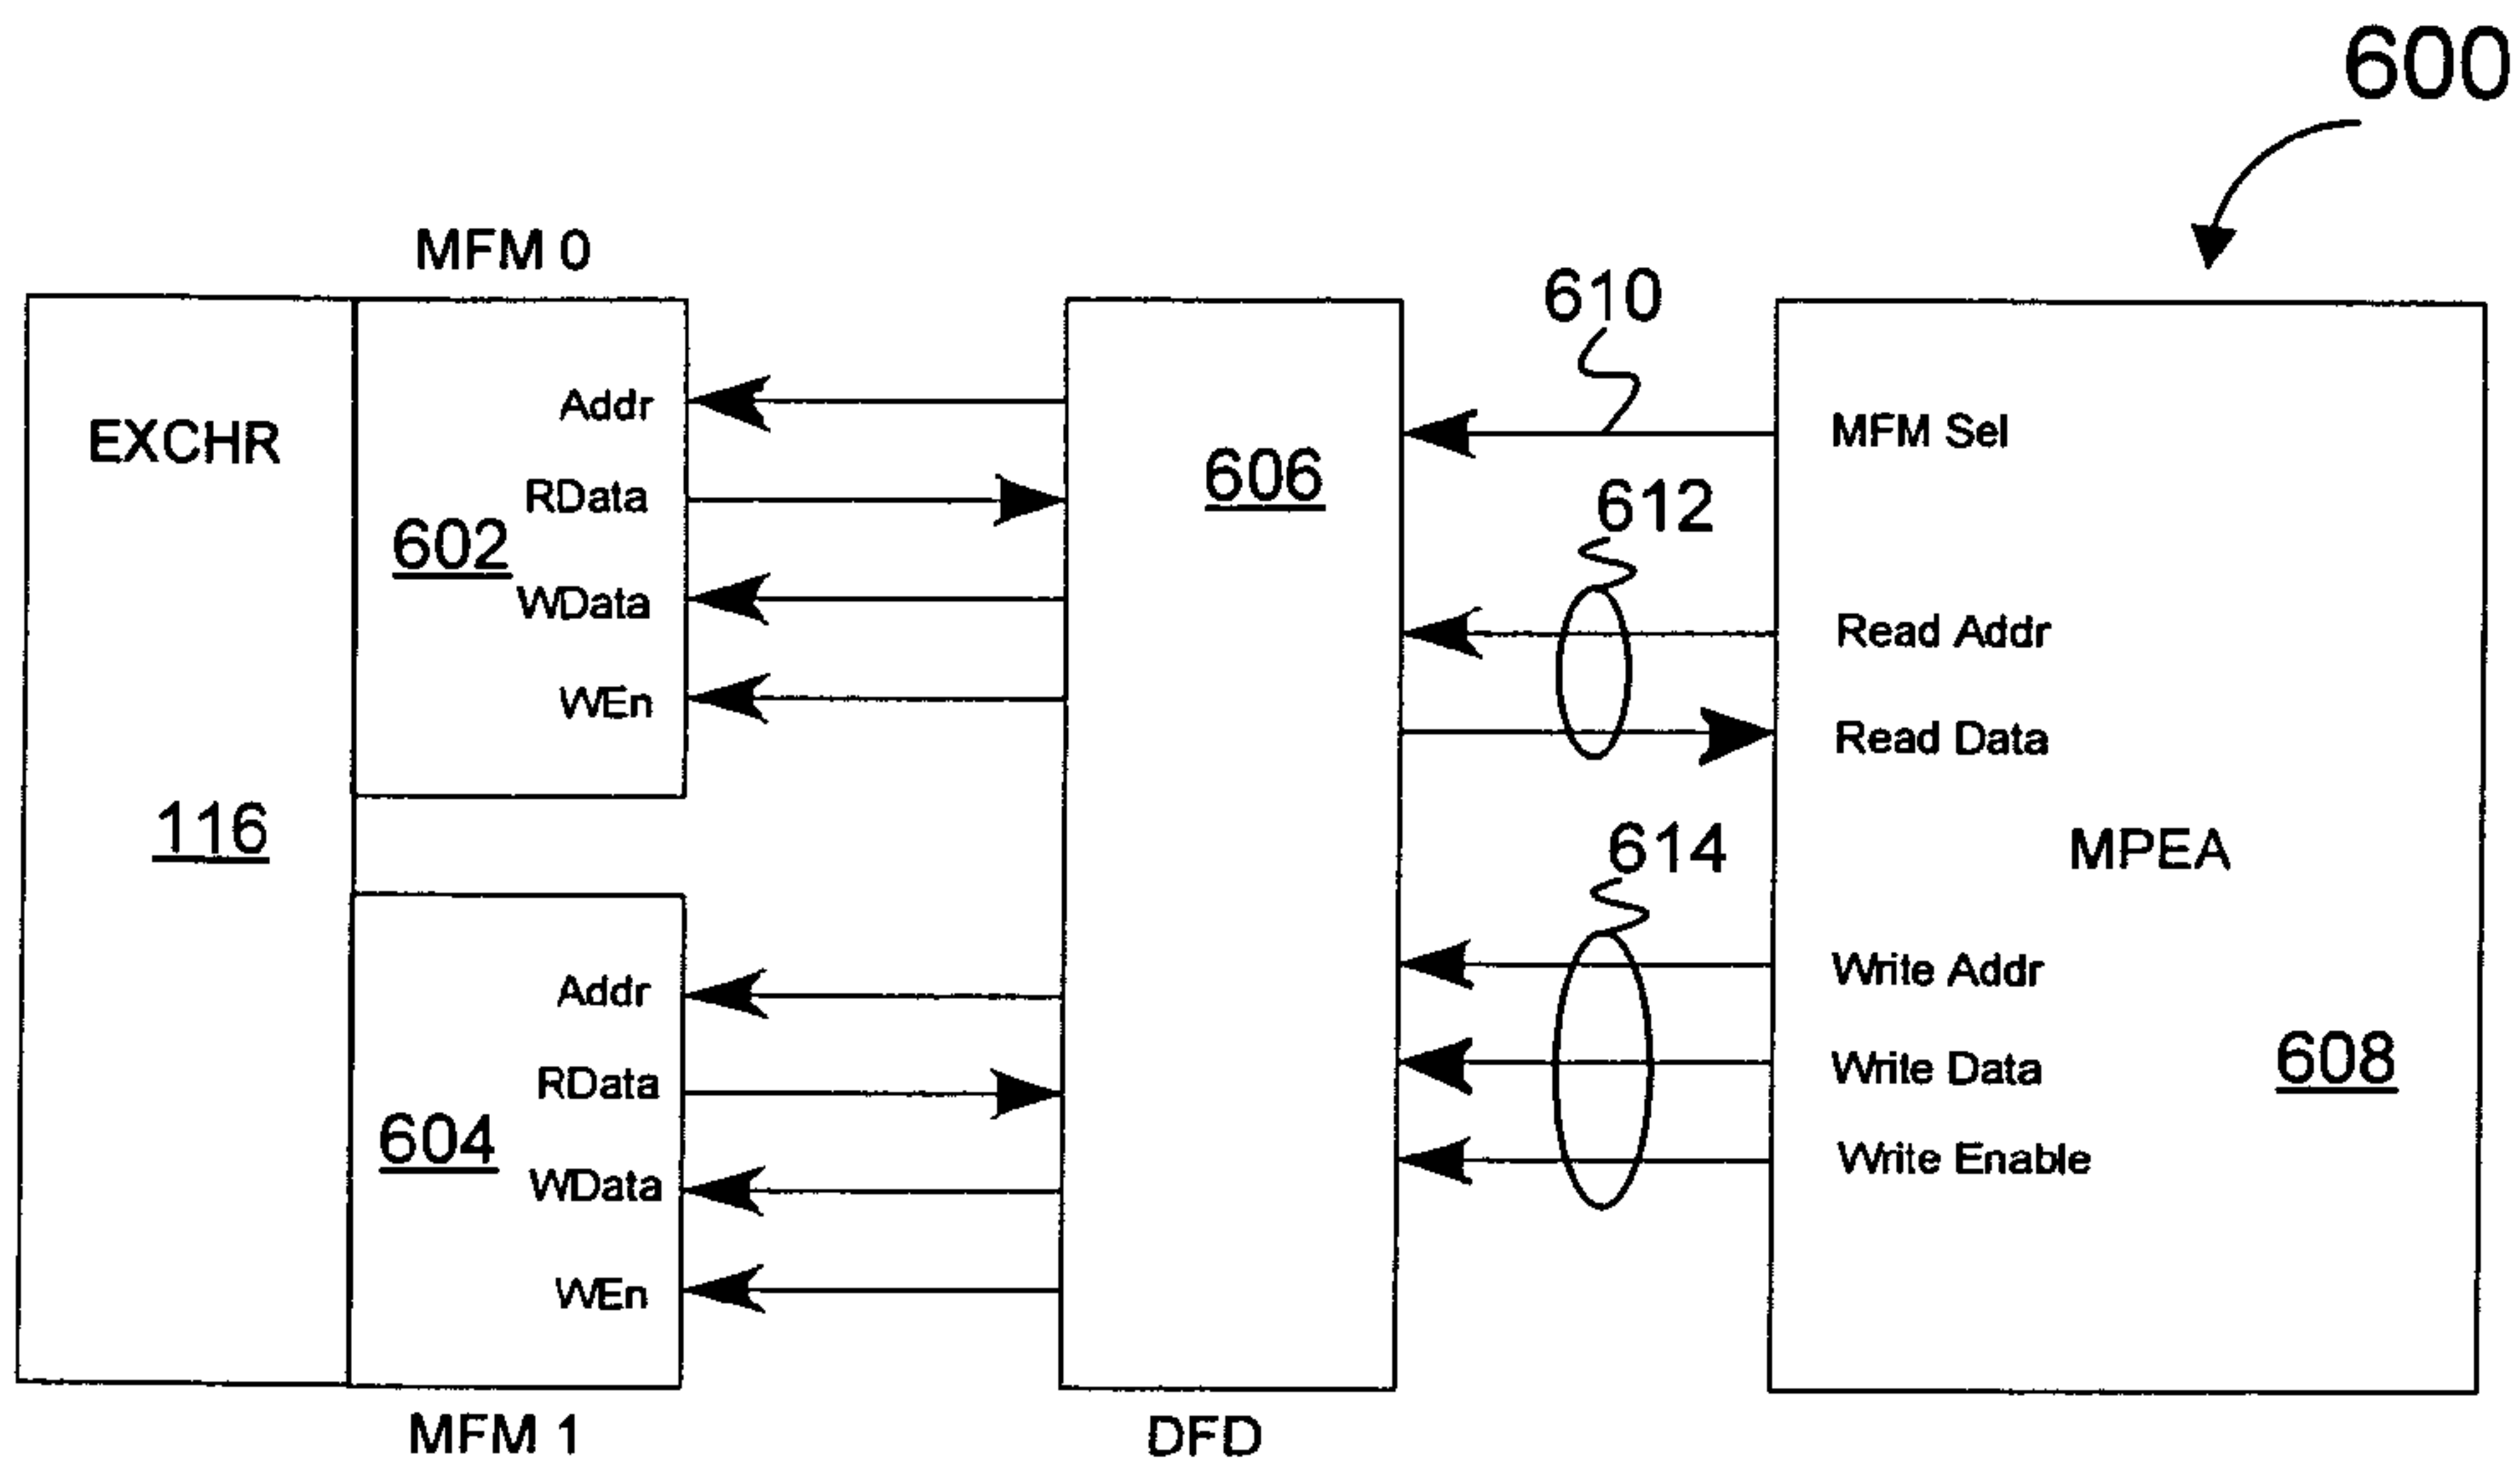 600
MFM 0
610
EXCHR
Addr
MFM Sel
606
RData
612
602
WData
Read Addr
WEn
Read Data
116
614
MPEA
Addr
Write Addr
RData
Write Data
608
604
WData
Write Enable
WEn
MFM 1
DFD